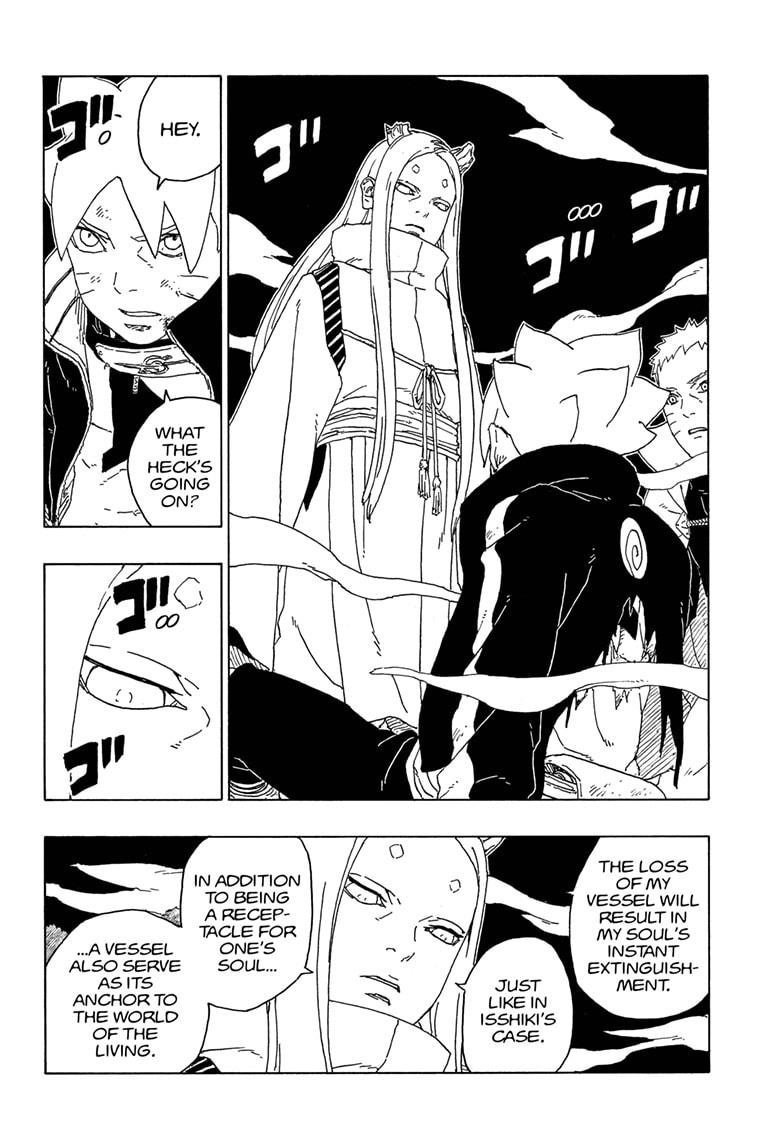 ゴ
゛
ゴ
゛
ゴ
゛
HEY.
WHAT
THE
HECK'S
GOING
ON?
ゴ
゛
ゴ
゛
THE LOSS
OF MY
VESSEL WILL
RESULT IN
MY SOUL'S
INSTANT
EXTINGUISH-
MENT.
JUST
LIKE IN
ISSHIKI'S
CASE.
IN ADDITION
TO BEING
A RECEP-
TACLE FOR
ONE'S
SOUL...
...A VESSEL
ALSO SERVE
AS ITS
ANCHOR TO
THE WORLD
OF THE
LIVING.